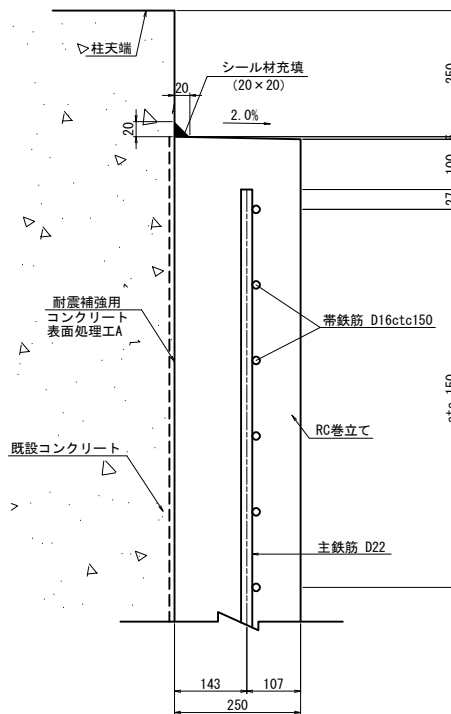 ▽柱天端
シール材充填
(20×20)
20
20
2.0%
耐震補強用
コンクリート
表面処理工A
帯鉄筋 D16ctc150
RC巻立て
既設コンクリート
主鉄筋 D22
143
107
250